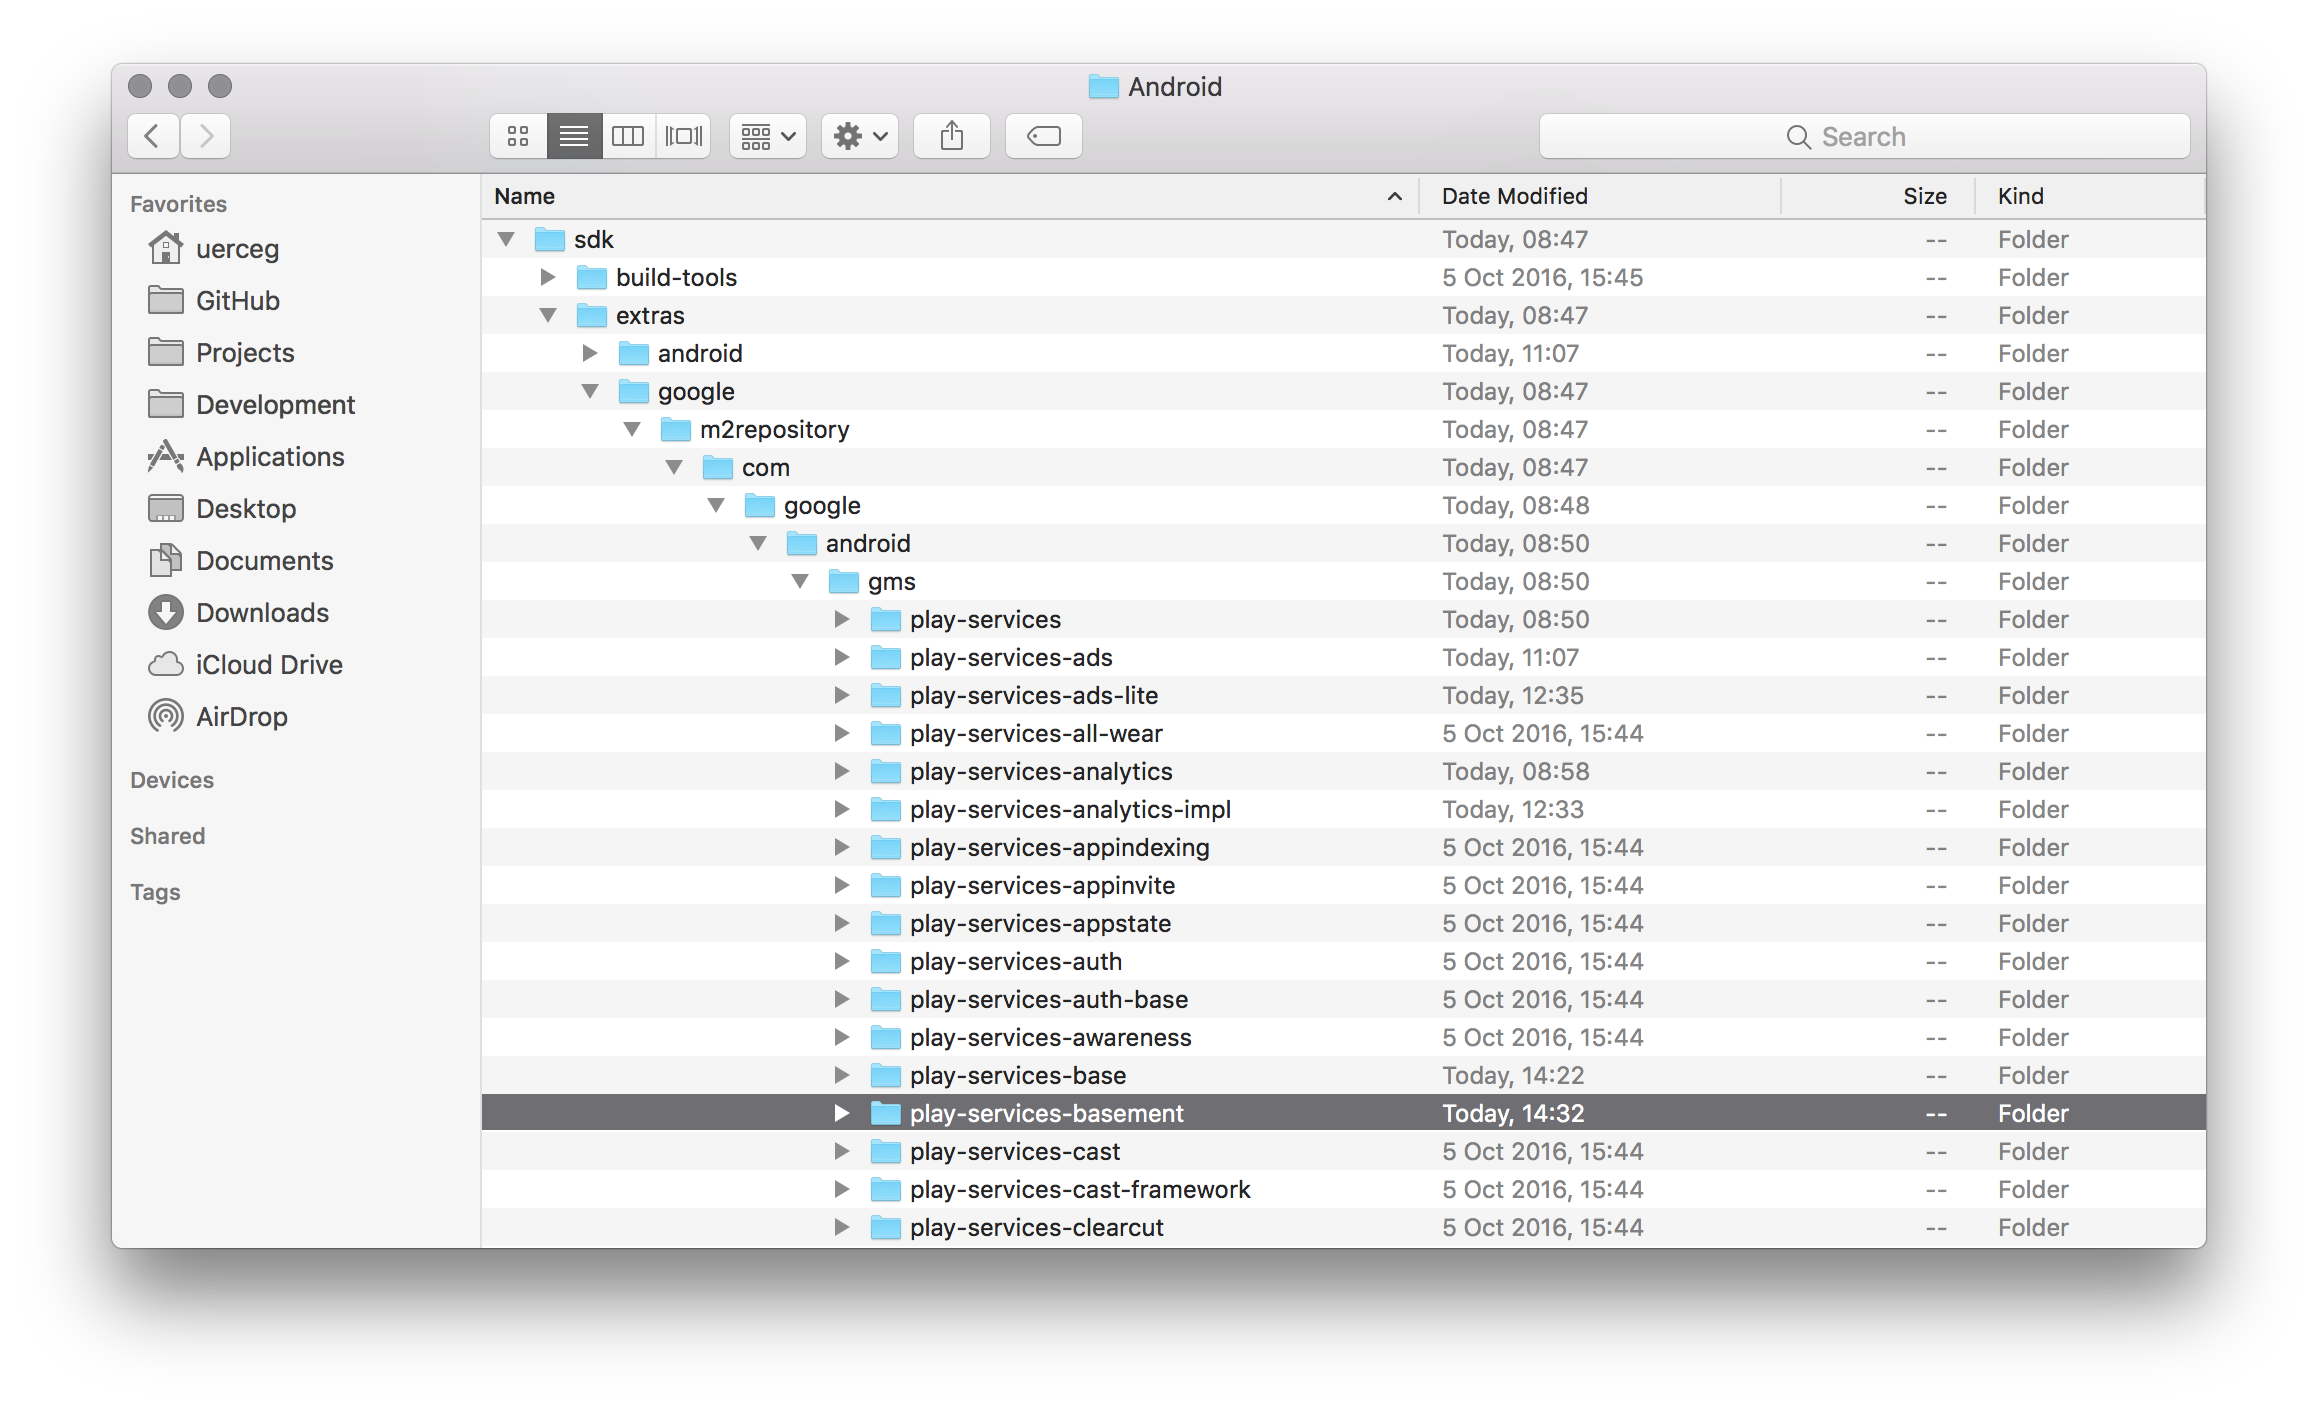 Android
Search
Favorites
uerceg
GitHub
Projects
Development
Applications
Desktop
Documents
Downloads
iCloud Drive
AirDrop
Devices
Shared
Tags
Name Date Modified Size Kind
sdk Today, 08:47 -- Folder
build-tools 5 Oct 2016, 15:45 -- Folder
extras Today, 08:47 -- Folder
android Today, 11:07 -- Folder
google Today, 08:47 -- Folder
m2repository Today, 08:47 -- Folder
com Today, 08:47 -- Folder
google Today, 08:48 -- Folder
android Today, 08:50 -- Folder
gms Today, 08:50 -- Folder
play-services Today, 08:50 -- Folder
play-services-ads Today, 11:07 -- Folder
play-services-ads-lite Today, 12:35 -- Folder
play-services-all-wear 5 Oct 2016, 15:44 -- Folder
play-services-analytics Today, 08:58 -- Folder
play-services-analytics-impl Today, 12:33 -- Folder
play-services-appindexing 5 Oct 2016, 15:44 -- Folder
play-services-appinvite 5 Oct 2016, 15:44 -- Folder
play-services-appstate 5 Oct 2016, 15:44 -- Folder
play-services-auth 5 Oct 2016, 15:44 -- Folder
play-services-auth-base 5 Oct 2016, 15:44 -- Folder
play-services-awareness 5 Oct 2016, 15:44 -- Folder
play-services-base Today, 14:22 -- Folder
play-services-basement Today, 14:32 -- Folder
play-services-cast 5 Oct 2016, 15:44 -- Folder
play-services-cast-framework 5 Oct 2016, 15:44 -- Folder
play-services-clearcut 5 Oct 2016, 15:44 -- Folder